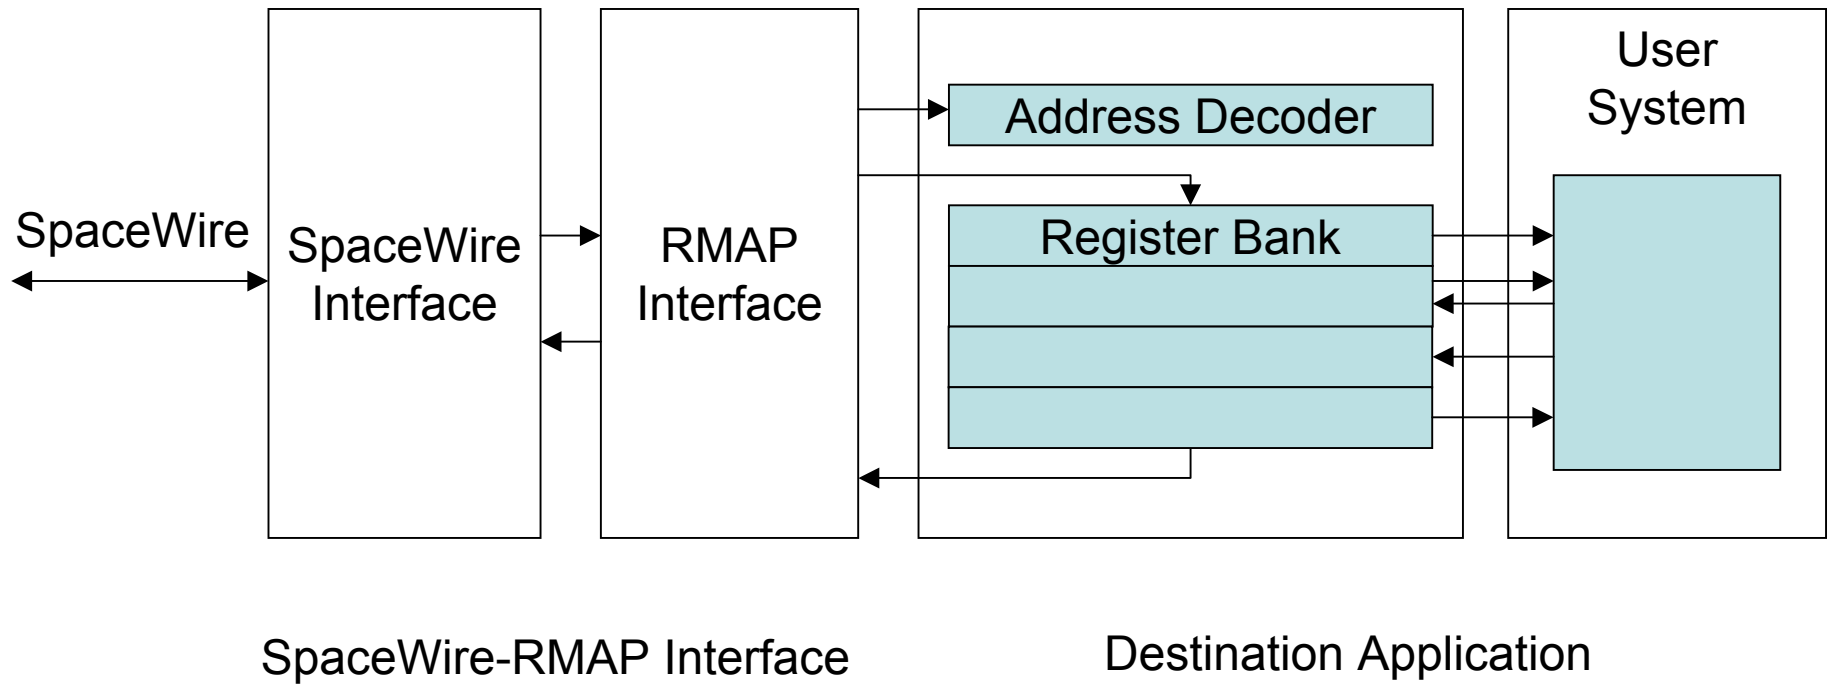 SpaceWire
SpaceWire
Interface
RMAP
Interface
Address Decoder
Register Bank
User
System
SpaceWire-RMAP Interface
Destination Application